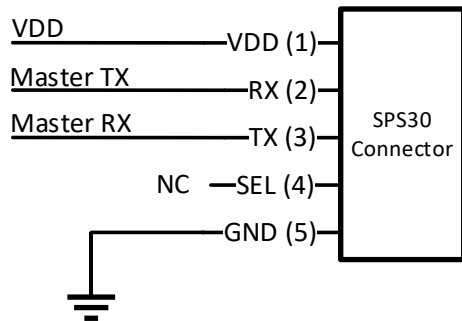 VDD
VDD (1)
Master TX
RX (2)
Master RX
TX (3)
SPS30
Connector
NC
SEL (4)
GND (5)